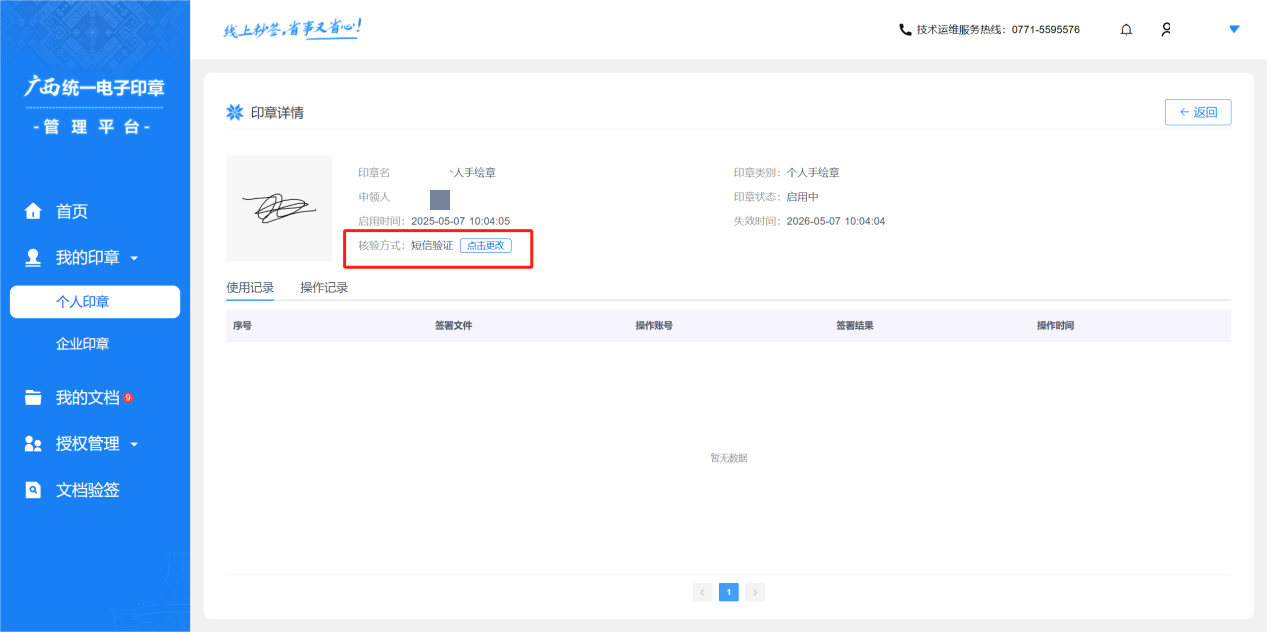 线上秒签,省事又省心!
技术运维服务热线：0771-5595576
广西统一电子印章
-管理平台-
首页
我的印章
个人印章
企业印章
我的文档 9
授权管理
文档验签
印章详情
← 返回
印章名 人手绘章
印章类别： 个人手绘章
申领人
印章状态： 启用中
启用时间： 2025-05-07 10:04:05
失效时间： 2026-05-07 10:04:04
核验方式： 短信验证 点击更改
使用记录 操作记录
序号 签署文件 操作账号 签署结果 操作时间
暂无数据
< 1 >